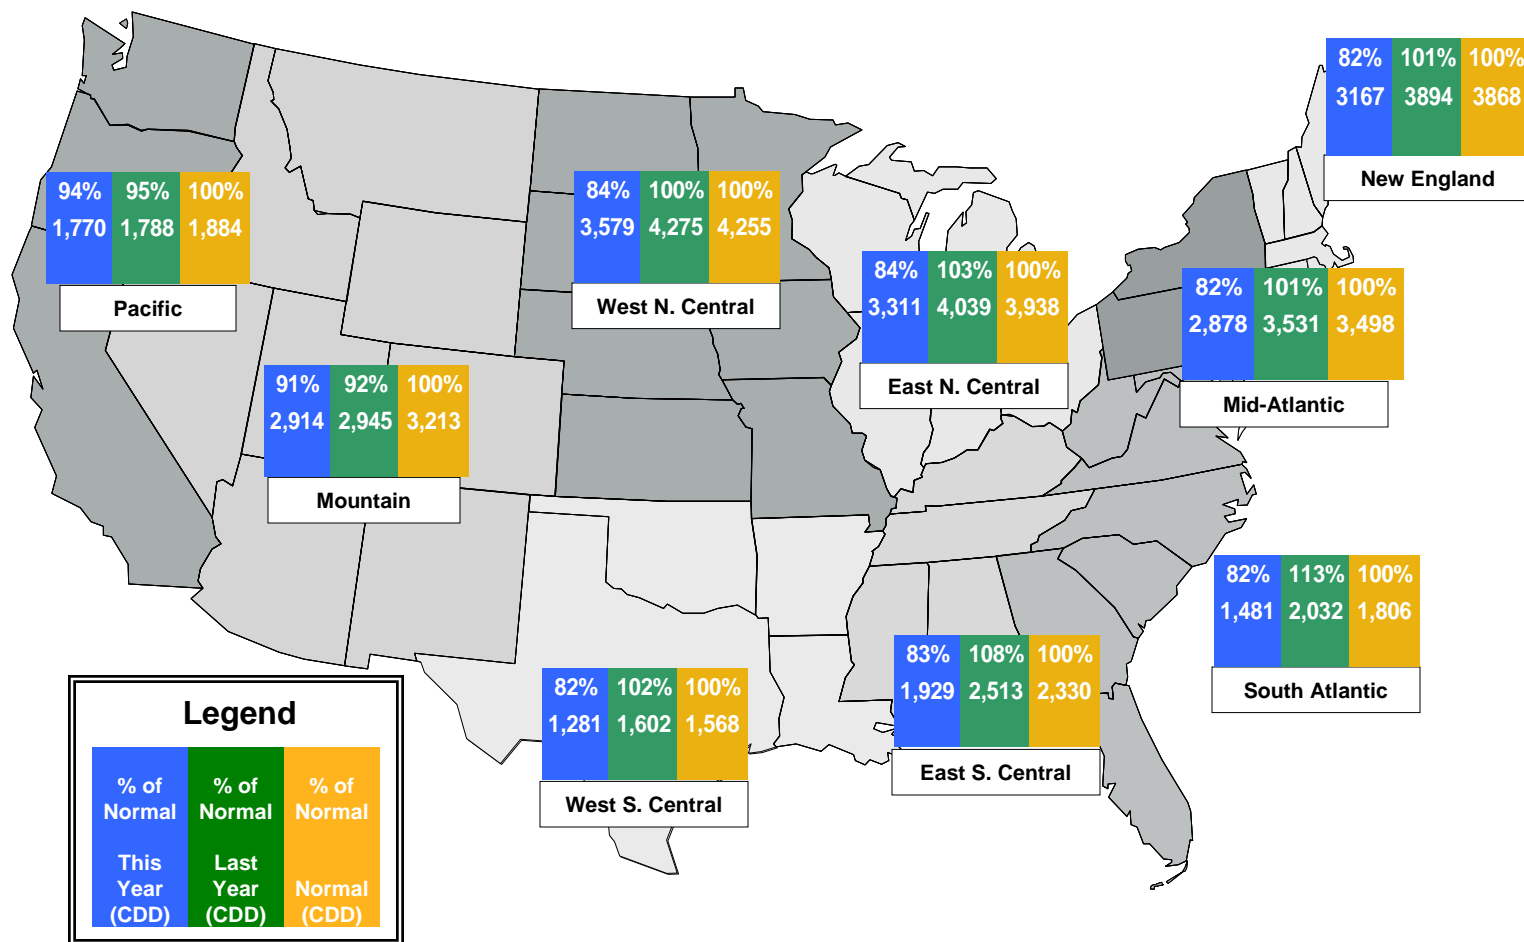 82% 101% 100%
3167 3894 3868
New England
94% 95% 100%
1,770 1,788 1,884
Pacific
84% 100% 100%
3,579 4,275 4,255
West N. Central
84% 103% 100%
3,311 4,039 3,938
East N. Central
82% 101% 100%
2,878 3,531 3,498
Mid-Atlantic
91% 92% 100%
2,914 2,945 3,213
Mountain
82% 113% 100%
1,481 2,032 1,806
South Atlantic
83% 108% 100%
1,929 2,513 2,330
East S. Central
82% 102% 100%
1,281 1,602 1,568
West S. Central
Legend
% of
Normal
This
Year
(CDD)
% of
Normal
Last
Year
(CDD)
% of
Normal
Normal
(CDD)